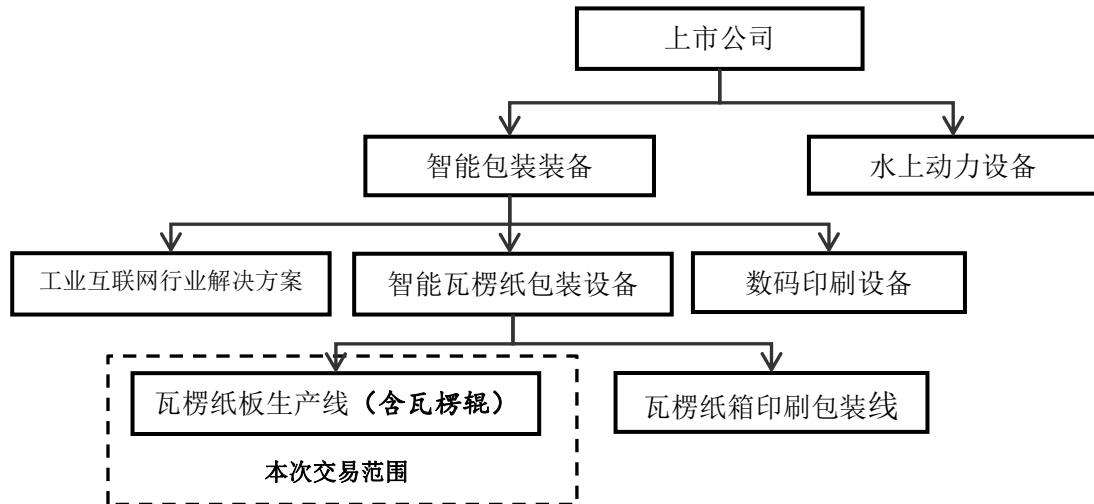 上市公司
智能包装装备
水上动力设备
工业互联网行业解决方案
智能瓦楞纸包装设备
数码印刷设备
瓦楞纸板生产线（含瓦楞辊）
瓦楞纸箱印刷包装线
本次交易范围